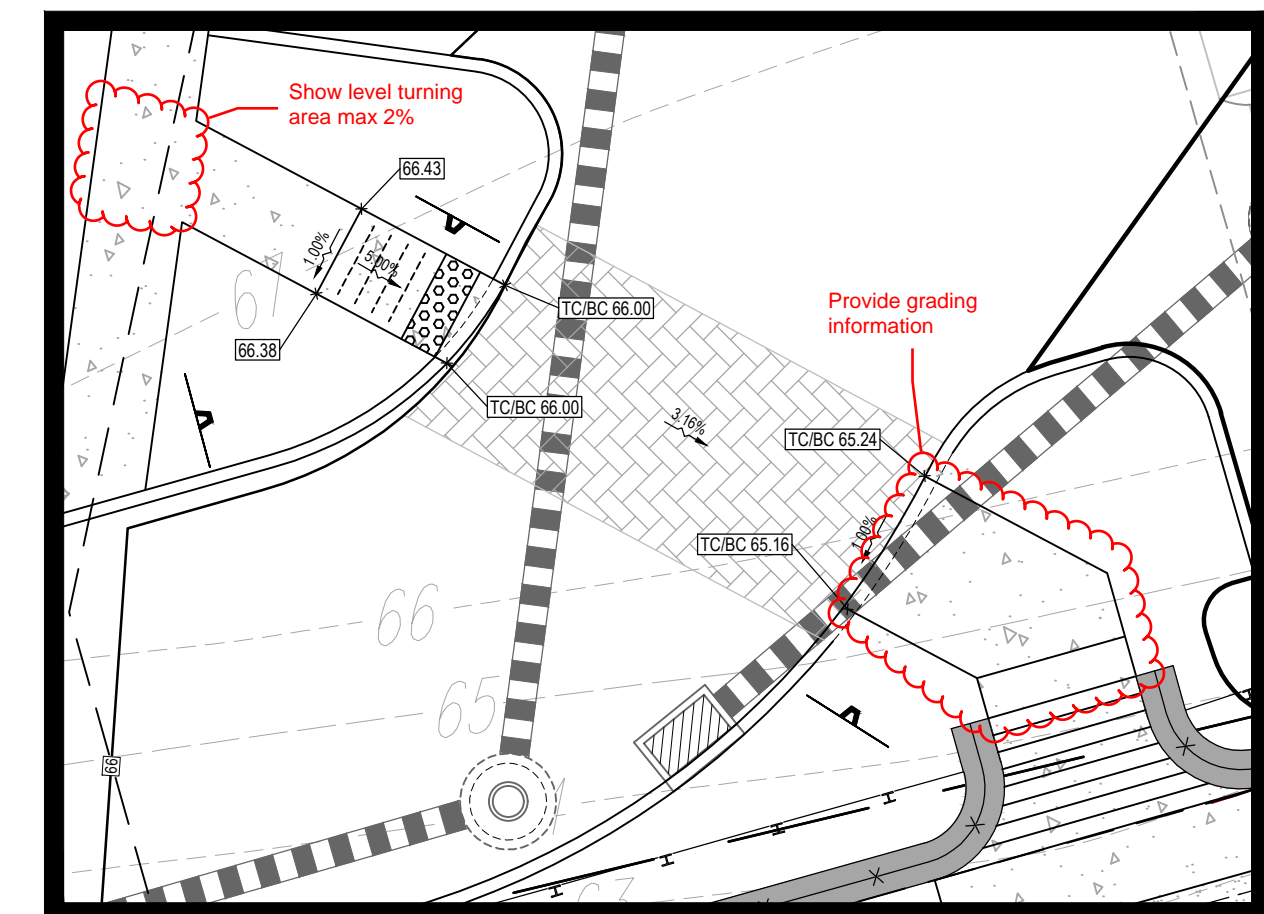 Show level turning
area max 2%
66.43
1.00%
5.00%
67
TC/BC 66.00
66.38
TC/BC 66.00
Provide grading
information
3.16%
TC/BC 65.24
1.00%
TC/BC 65.16
66
65
66
63